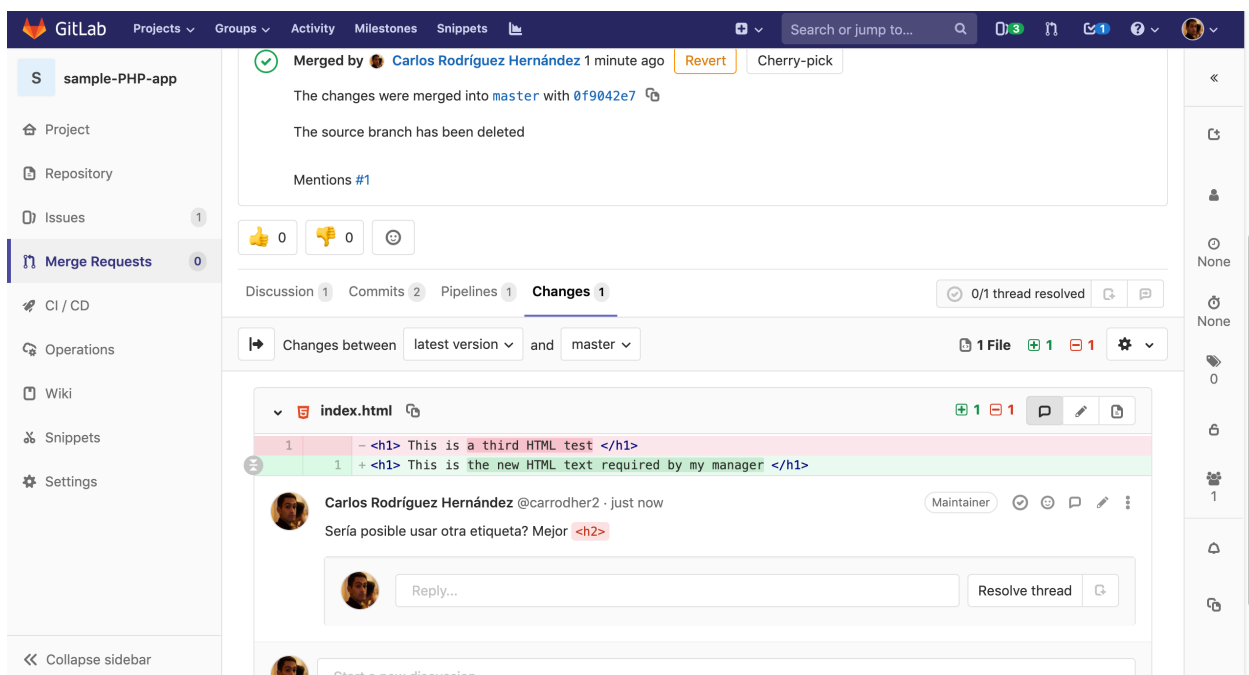 GitLab Projects Groups Activity Milestones Snippets Search or jump to... 3 1
S sample-PHP-app
Project
Repository
Issues 1
Merge Requests 0
CI / CD
Operations
Wiki
Snippets
Settings
Collapse sidebar
Merged by Carlos Rodríguez Hernández 1 minute ago Revert Cherry-pick
The changes were merged into master with 0f9042e7
The source branch has been deleted
Mentions #1
0 0
Discussion 1 Commits 2 Pipelines 1 Changes 1 0/1 thread resolved
Changes between latest version and master 1 File 1 1
index.html 1 1
1 - <h1> This is a third HTML test </h1>
1 + <h1> This is the new HTML text required by my manager </h1>
Carlos Rodríguez Hernández @carrodher2 · just now Maintainer
Sería posible usar otra etiqueta? Mejor <h2>
Reply... Resolve thread
Start a new discussion
None
None
0
1